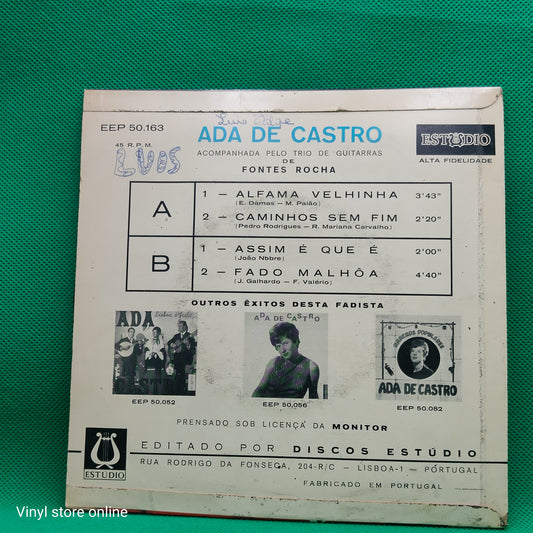 EEP 50.163
Luis Filipe
ADA DE CASTRO
ESTÚDIO
45 R.P.M.
LUIS
ACOMPANHADA PELO TRIO DE GUITARRAS
ALTA FIDELIDADE
DE
FONTES ROCHA
A
1 – ALFAMA VELHINHA 3'43"
(E. Damas – M. Paião)
2 – CAMINHOS SEM FIM 2'20"
(Pedro Rodrigues – R. Mariana Carvalho)
B
1 – ASSIM É QUE É 2'00"
(João Nobre)
2 – FADO MALHÔA 4'40"
(J. Galhardo – F. Valério)
OUTROS ÊXITOS DESTA FADISTA
ADA
ADA DE CASTRO
ADA DE CASTRO
EEP 50.052
EEP 50.056
EEP 50.082
PRENSADO SOB LICENÇA DA MONITOR
EDITADO POR DISCOS ESTÚDIO
ESTÚDIO
RUA RODRIGO DA FONSECA, 204-R/C – LISBOA-1 – PORTUGAL
FABRICADO EM PORTUGAL
Vinyl store online